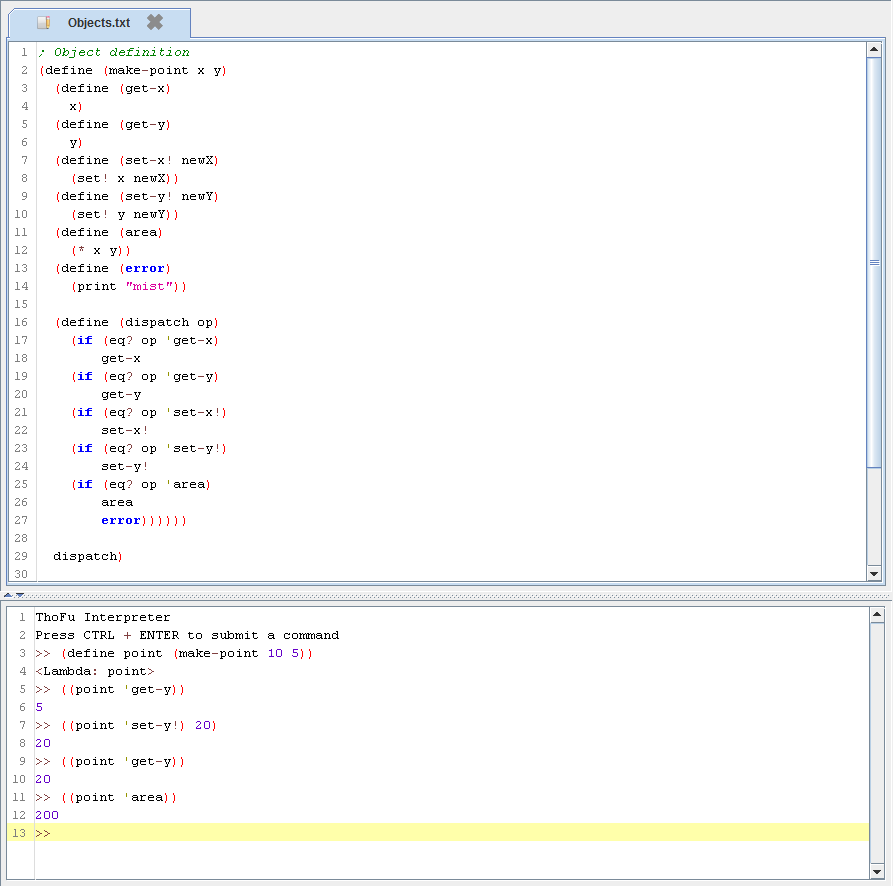 Objects.txt
1 ; Object definition
2 (define (make-point x y)
3   (define (get-x)
4     x)
5   (define (get-y)
6     y)
7   (define (set-x! newX)
8     (set! x newX))
9   (define (set-y! newY)
10     (set! y newY))
11   (define (area)
12     (* x y))
13   (define (error)
14     (print "mist"))
15
16   (define (dispatch op)
17     (if (eq? op 'get-x)
18         get-x
19     (if (eq? op 'get-y)
20         get-y
21     (if (eq? op 'set-x!)
22         set-x!
23     (if (eq? op 'set-y!)
24         set-y!
25     (if (eq? op 'area)
26         area
27         error))))))
28
29   dispatch)
30
1 ThoFu Interpreter
2 Press CTRL + ENTER to submit a command
3 >> (define point (make-point 10 5))
4 <Lambda: point>
5 >> ((point 'get-y))
6 5
7 >> ((point 'set-y!) 20)
8 20
9 >> ((point 'get-y))
10 20
11 >> ((point 'area))
12 200
13 >>